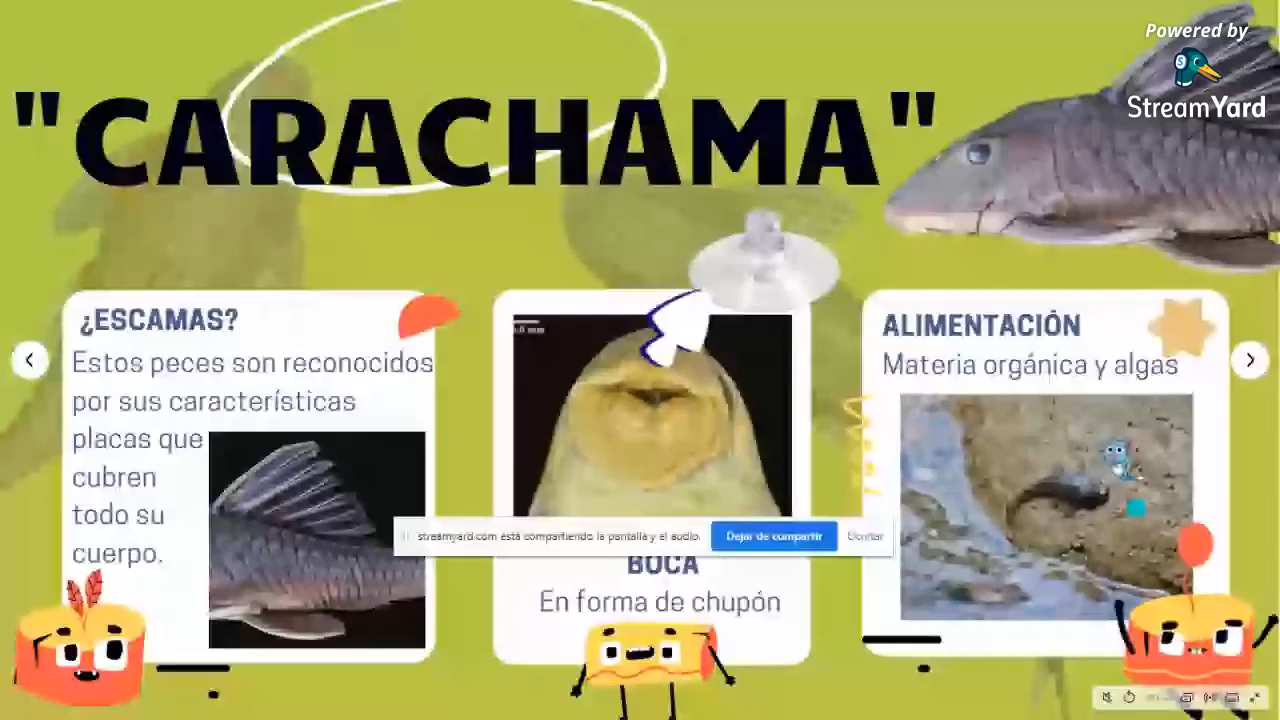 Powered by
StreamYard
"CARACHAMA"
¿ESCAMAS?
Estos peces son reconocidos
por sus características
placas que
cubren
todo su
cuerpo.
streamyard.com está compartiendo la pantalla y el audio.
Dejar de compartir
Ocultar
BOCA
En forma de chupón
ALIMENTACIÓN
Materia orgánica y algas